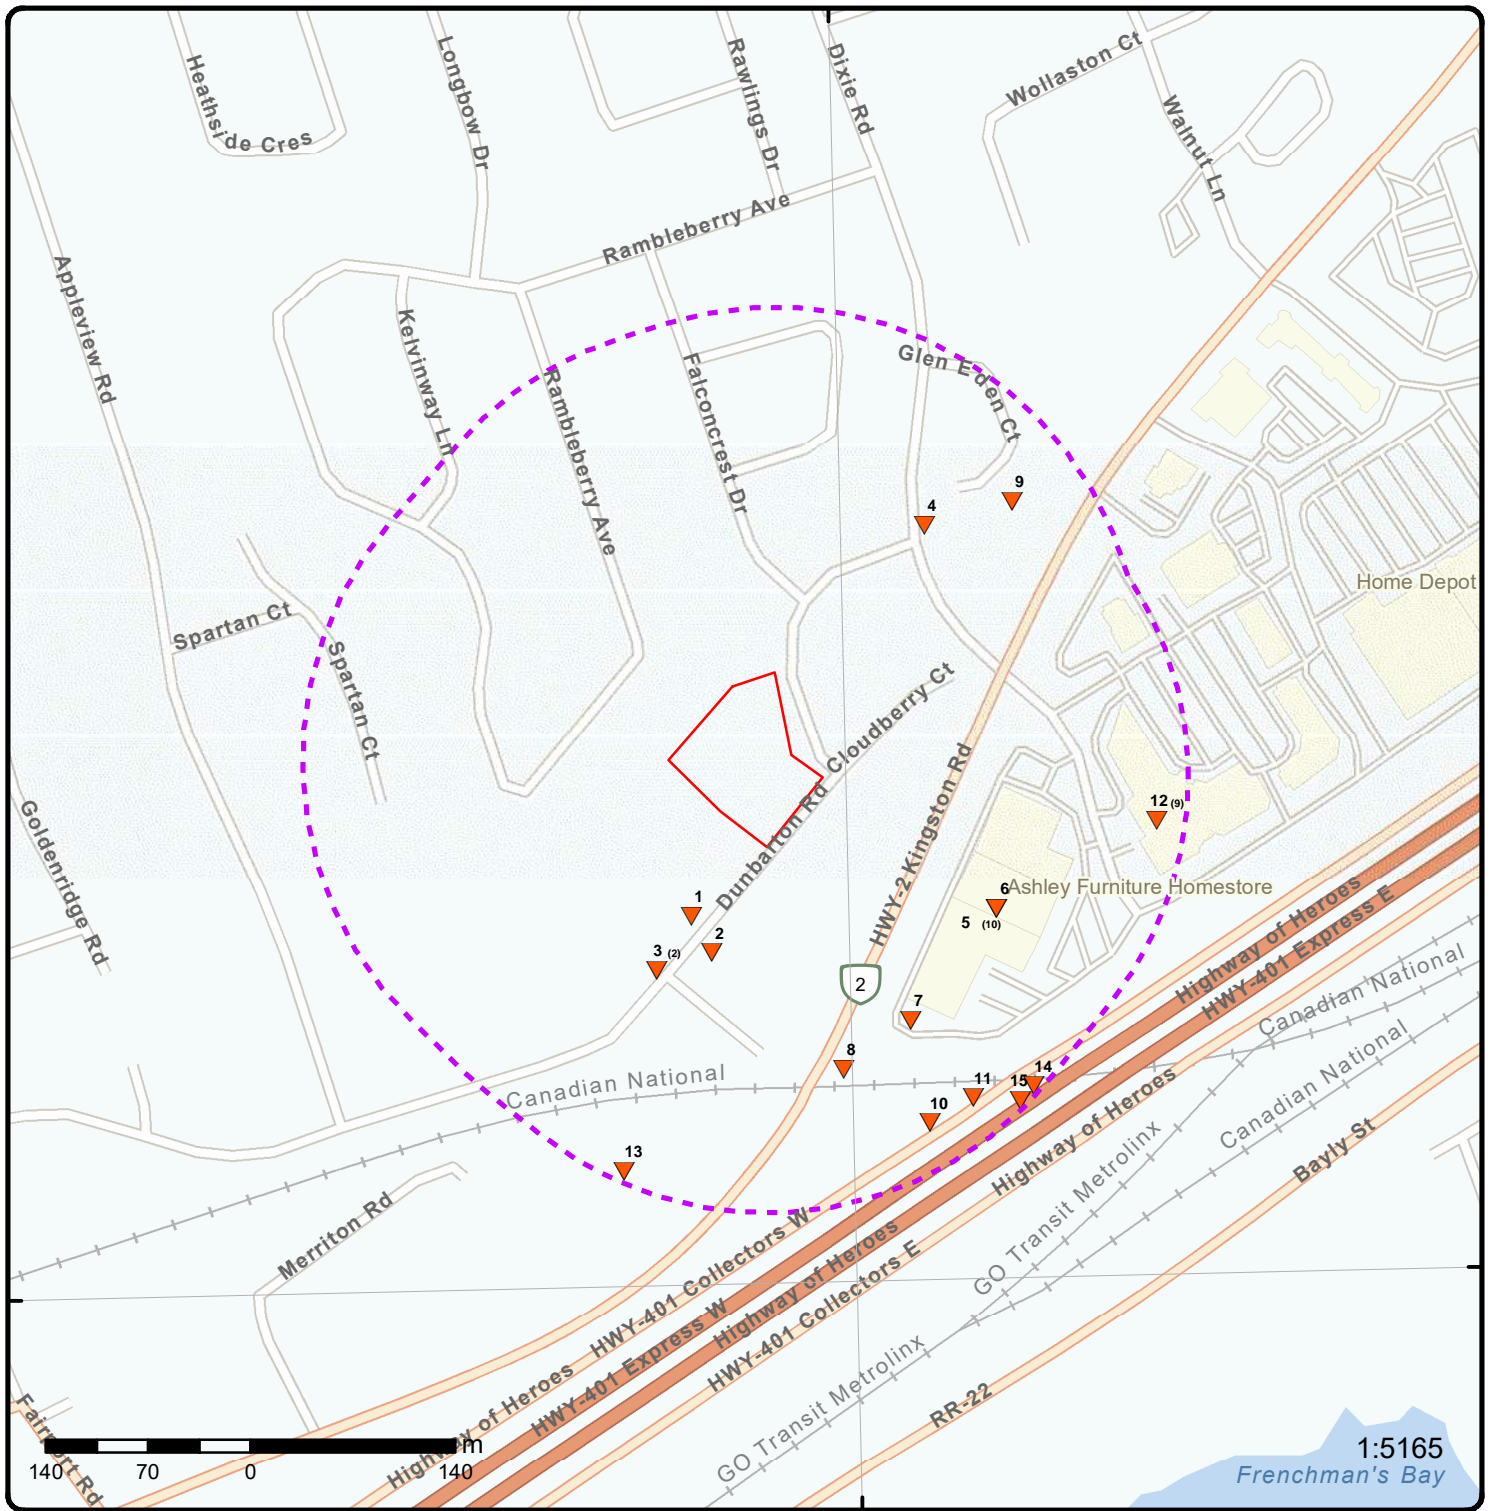 Heathside Cres
Longbow Dr
Rawlings Dr
Dixie Rd
Wollaston Ct
Walnut Ln
Rambleberry Ave
Appleview Rd
Kelvinway Ln
Rambleberry Ave
Falconcrest Dr
Glen Eden Ct
9
4
Home Depot
Spartan Ct
Spartan Ct
Cloudberry Ct
HWY-2 Kingston Rd
Dunbarton Rd
Goldenridge Rd
12 (9)
6
Ashley Furniture Homestore
5 (10)
1
2
3 (2)
2
7
8
Highway of Heroes
HWY-401 Express E
Canadian National
Canadian National
Canadian National
14
15
11
10
13
Highway of Heroes
Bayly St
Merriton Rd
GO Transit Metrolinx
HWY-401 Collectors W
Highway of Heroes
HWY-401 Collectors E
HWY-401 Express W
Highway of Heroes
GO Transit Metrolinx
RR-22
Fairport Rd
m
140 70 0 140
1:5165
Frenchman's Bay